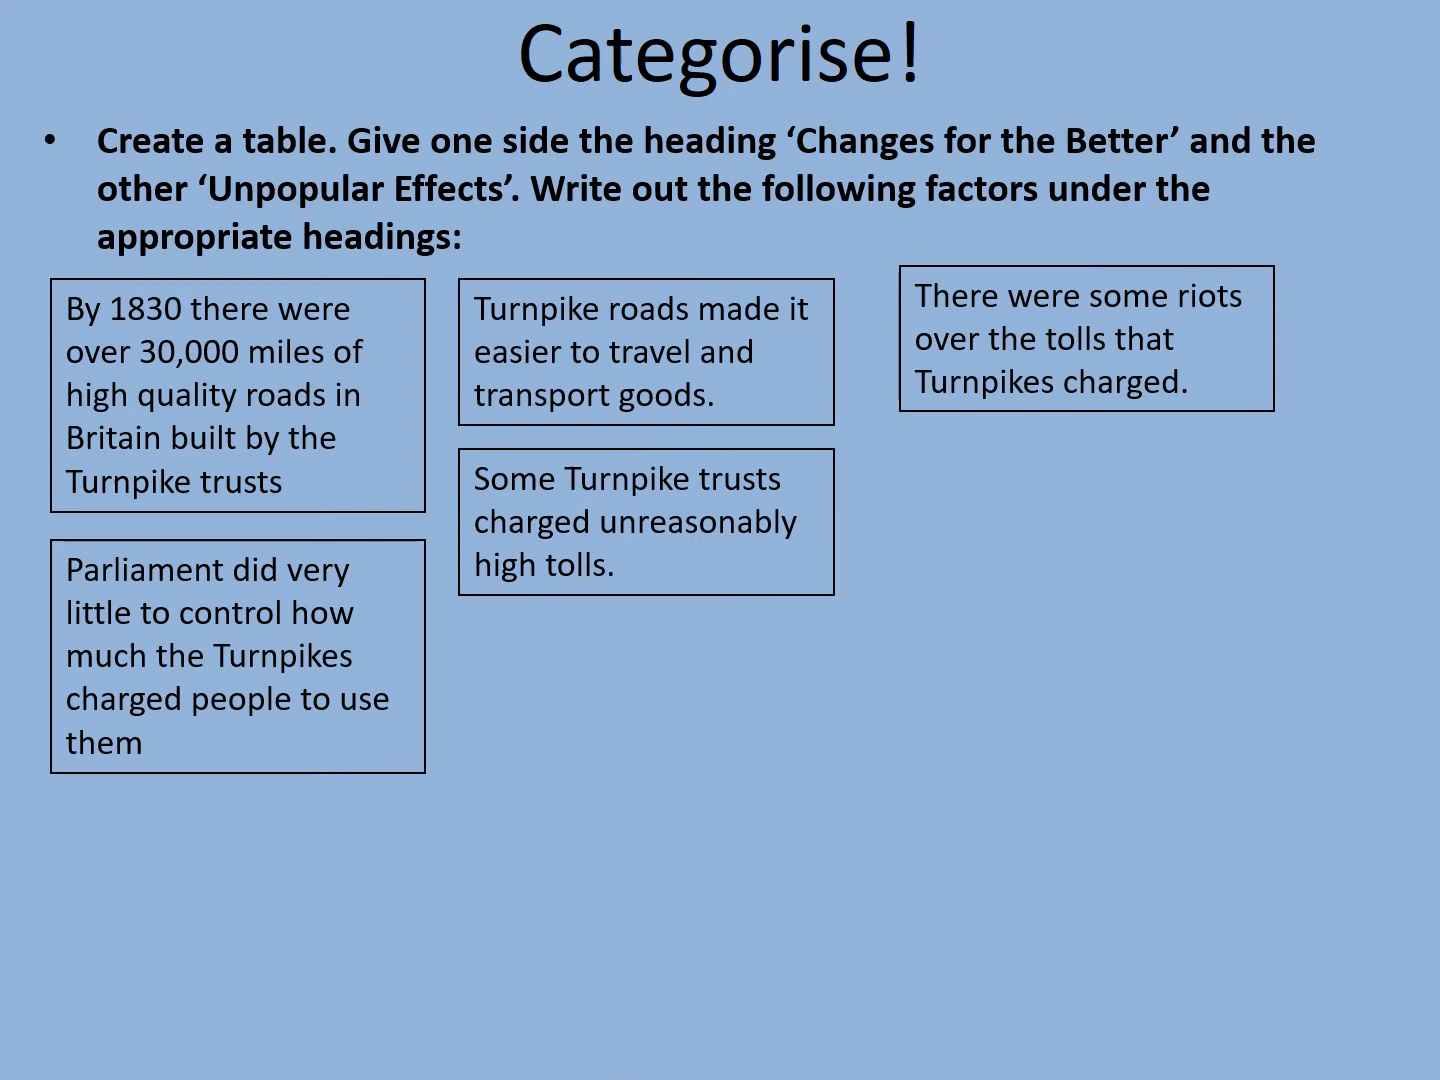 Categorise!
• Create a table. Give one side the heading ‘Changes for the Better’ and the
other ‘Unpopular Effects’. Write out the following factors under the
appropriate headings:
By 1830 there were
over 30,000 miles of
high quality roads in
Britain built by the
Turnpike trusts
Parliament did very
little to control how
much the Turnpikes
charged people to use
them
Turnpike roads made it
easier to travel and
transport goods.
Some Turnpike trusts
charged unreasonably
high tolls.
There were some riots
over the tolls that
Turnpikes charged.